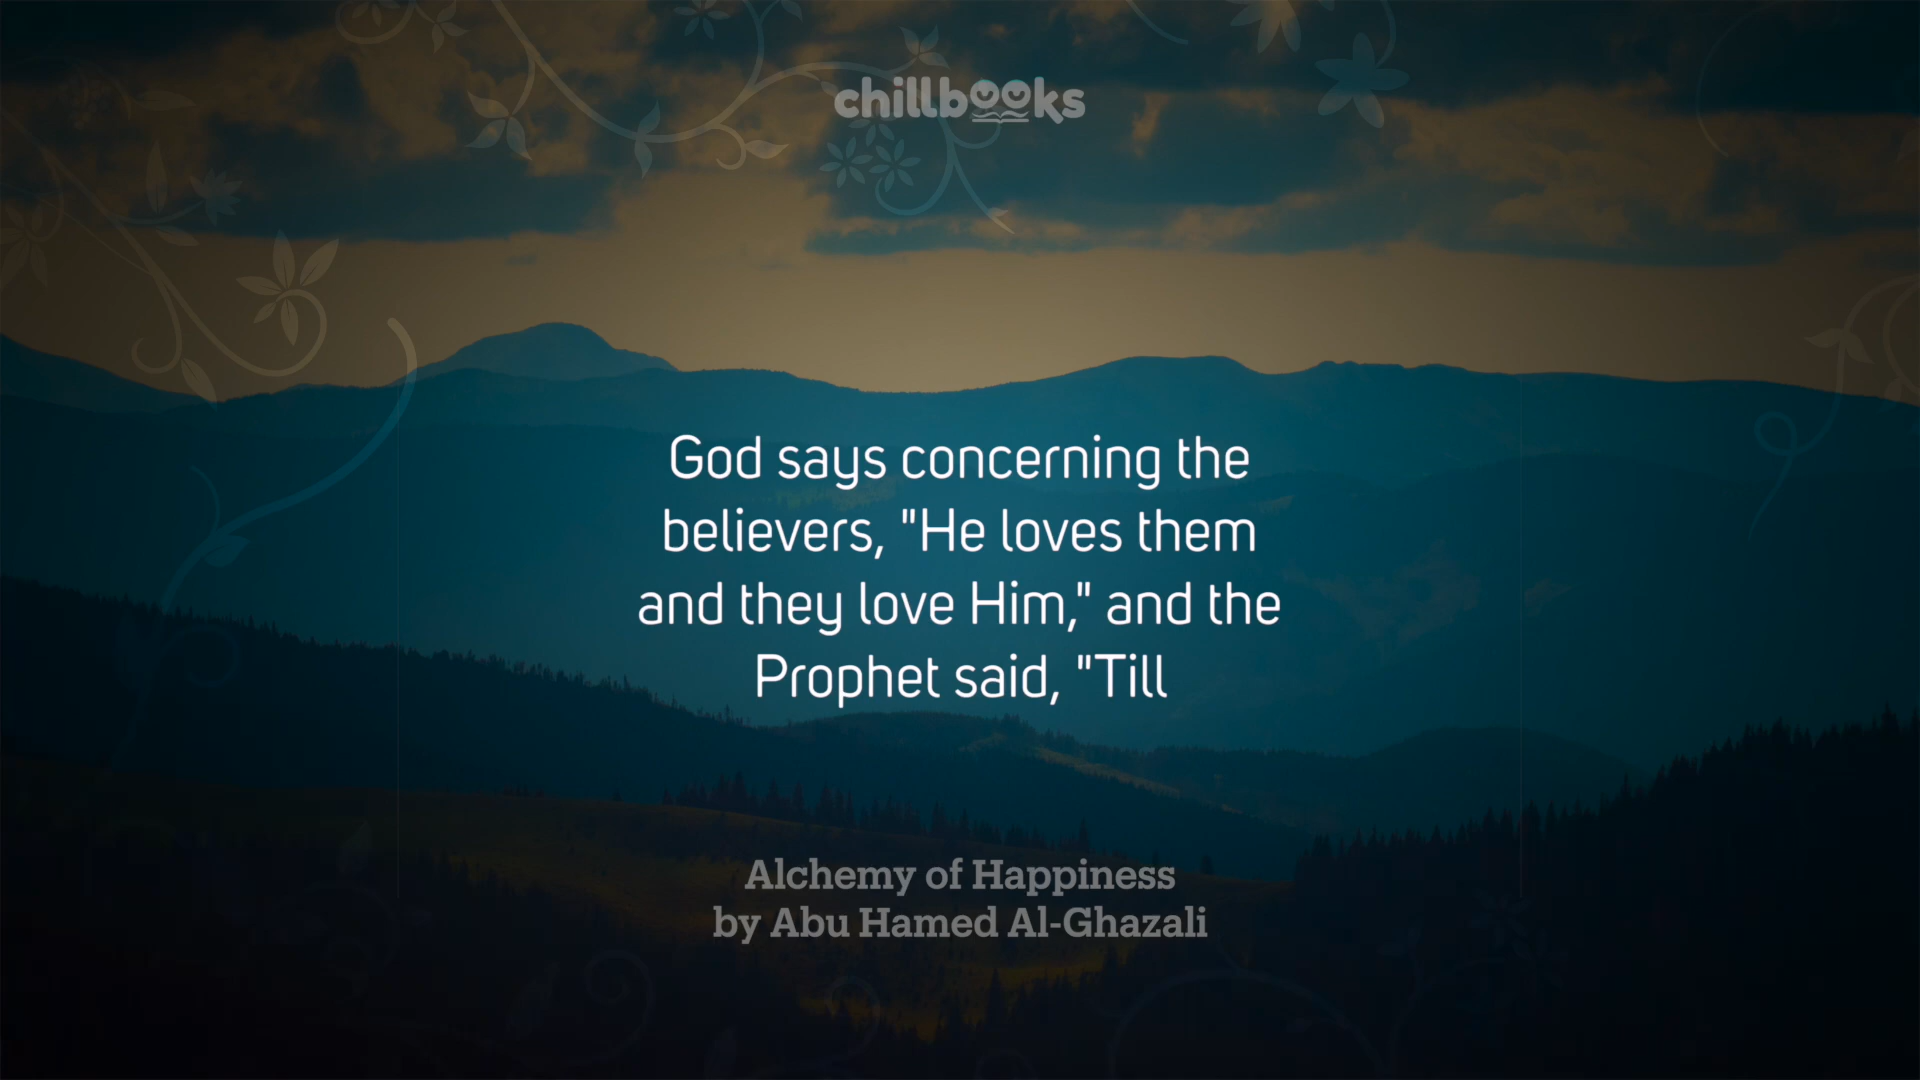 chillbooks
God says concerning the
believers, "He loves them
and they love Him," and the
Prophet said, "Till
Alchemy of Happiness
by Abu Hamed Al-Ghazali